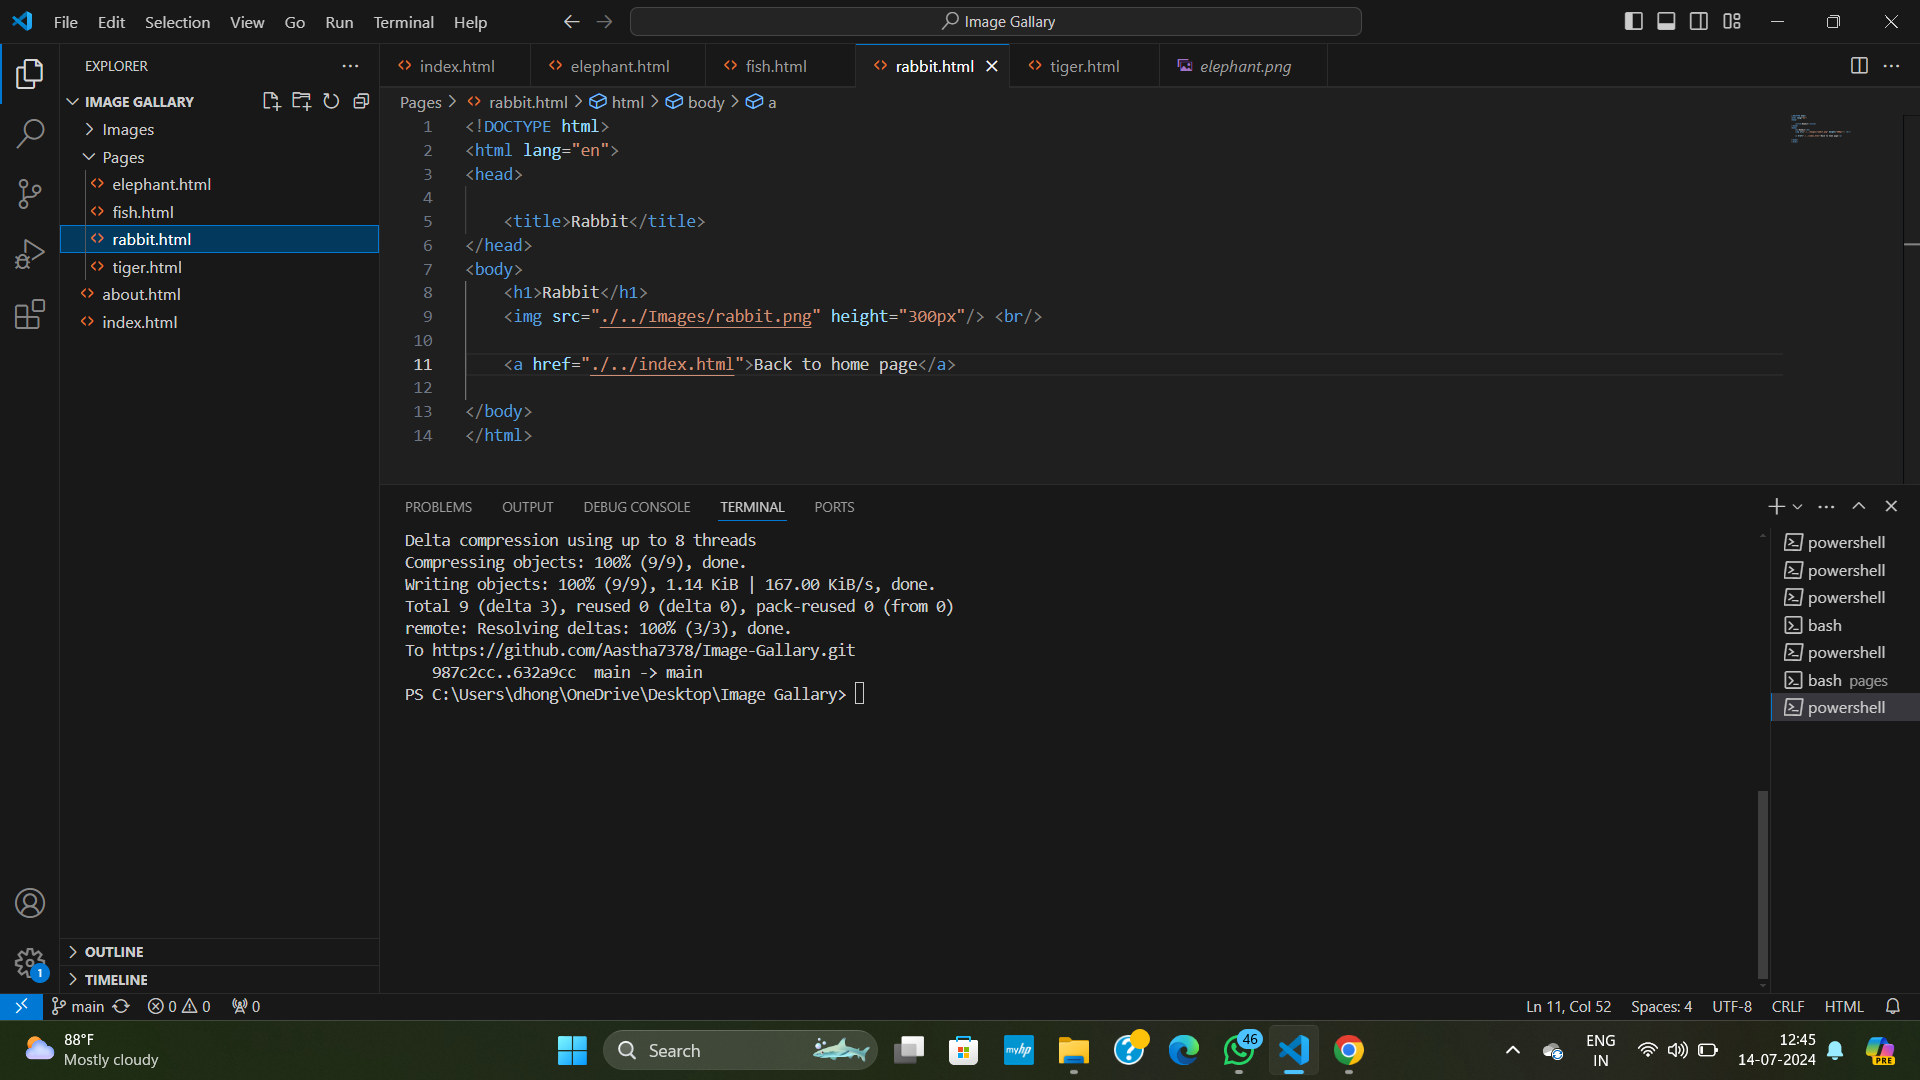 File Edit Selection View Go Run Terminal Help
Image Gallary
EXPLORER
IMAGE GALLARY
Images
Pages
elephant.html
fish.html
rabbit.html
tiger.html
about.html
index.html
OUTLINE
TIMELINE
index.html elephant.html fish.html rabbit.html tiger.html elephant.png
Pages > rabbit.html > html > body > a
1 <!DOCTYPE html>
2 <html lang="en">
3 <head>
4
5 <title>Rabbit</title>
6 </head>
7 <body>
8 <h1>Rabbit</h1>
9 <img src="./../Images/rabbit.png" height="300px"/> <br/>
10
11 <a href="./../index.html">Back to home page</a>
12
13 </body>
14 </html>
PROBLEMS OUTPUT DEBUG CONSOLE TERMINAL PORTS
Delta compression using up to 8 threads
Compressing objects: 100% (9/9), done.
Writing objects: 100% (9/9), 1.14 KiB | 167.00 KiB/s, done.
Total 9 (delta 3), reused 0 (delta 0), pack-reused 0 (from 0)
remote: Resolving deltas: 100% (3/3), done.
To https://github.com/Aastha7378/Image-Gallary.git
987c2cc..632a9cc main -> main
PS C:\Users\dhong\OneDrive\Desktop\Image Gallary>
powershell
powershell
powershell
bash
powershell
bash pages
powershell
1
main 0 0 0
Ln 11, Col 52 Spaces: 4 UTF-8 CRLF HTML
88°F
Mostly cloudy
Search
myhp
46
ENG
IN
12:45
14-07-2024
PRE